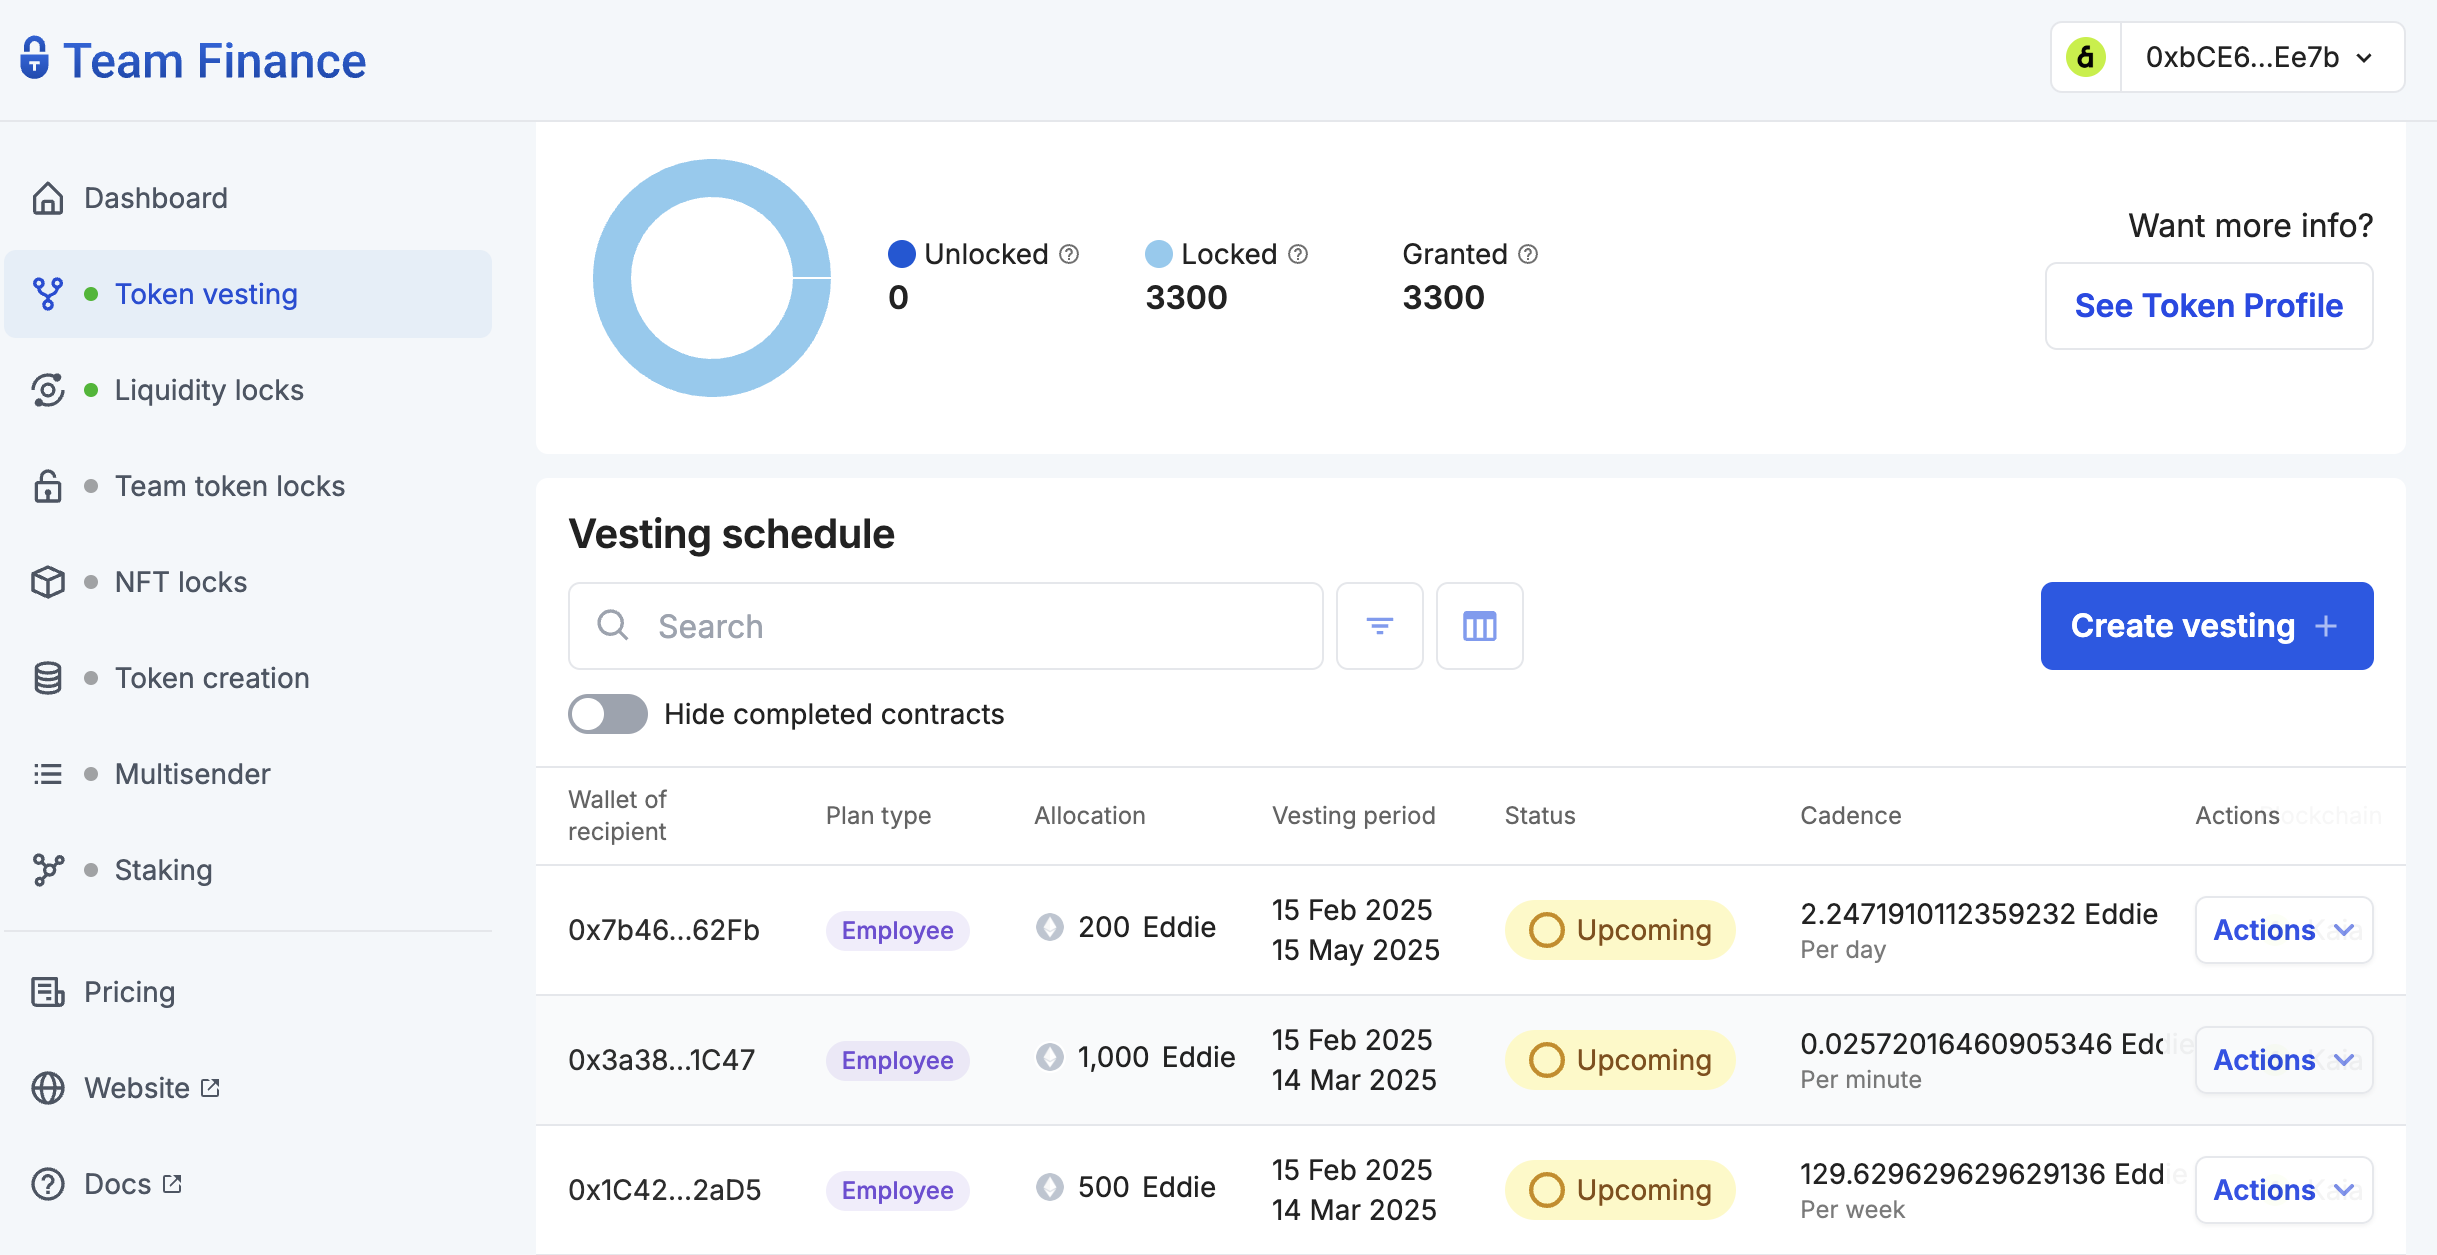 Team Finance
0xbCE6...Ee7b
Dashboard
Token vesting
Liquidity locks
Team token locks
NFT locks
Token creation
Multisender
Staking
Pricing
Website
Docs
Unlocked
0
Locked
3300
Granted
3300
Want more info?
See Token Profile
Vesting schedule
Search
Create vesting +
Hide completed contracts
Wallet of
recipient
Plan type
Allocation
Vesting period
Status
Cadence
Actions
0x7b46...62Fb
Employee
200 Eddie
15 Feb 2025
15 May 2025
Upcoming
2.2471910112359232 Eddie
Per day
Actions
0x3a38...1C47
Employee
1,000 Eddie
15 Feb 2025
14 Mar 2025
Upcoming
0.02572016460905346 Eddie
Per minute
Actions
0x1C42...2aD5
Employee
500 Eddie
15 Feb 2025
14 Mar 2025
Upcoming
129.629629629629136 Eddie
Per week
Actions